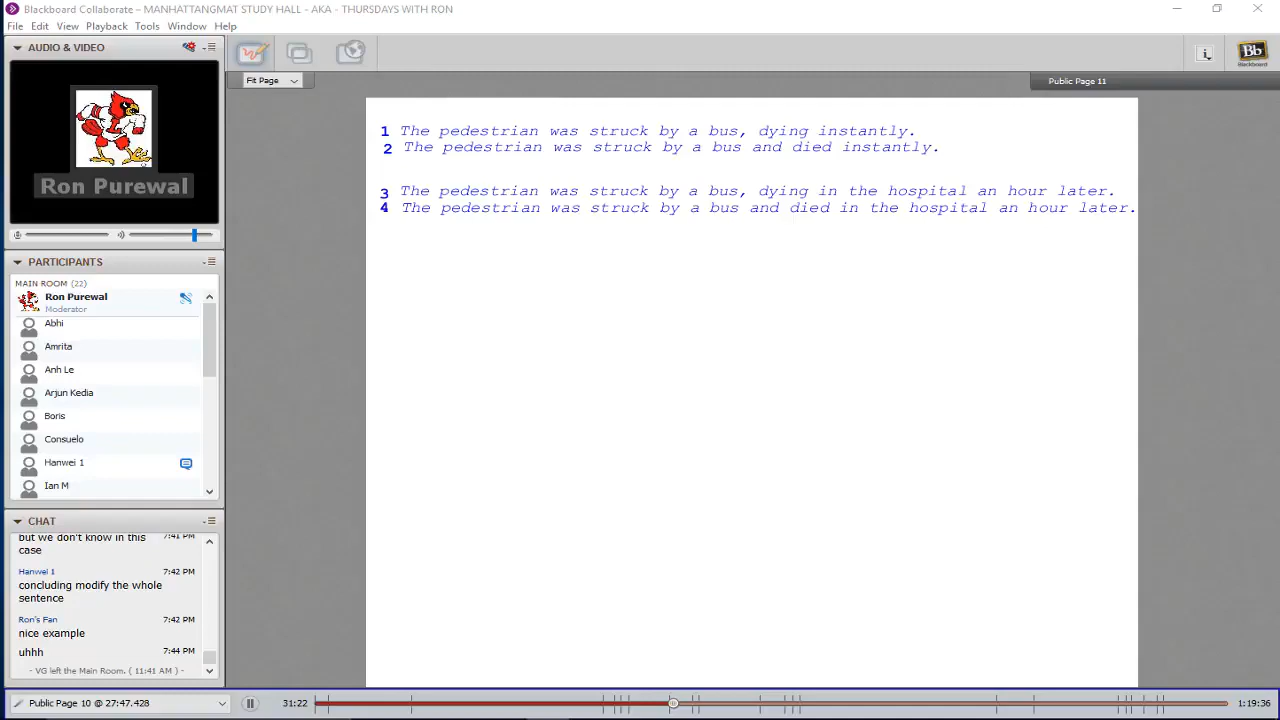 Blackboard Collaborate – MANHATTANGMAT STUDY HALL - AKA - THURSDAYS WITH RON
File Edit View Playback Tools Window Help
AUDIO & VIDEO
Ron Purewal
Fit Page
Public Page 11
Bb
Blackboard
1 The pedestrian was struck by a bus, dying instantly.
2 The pedestrian was struck by a bus and died instantly.
3 The pedestrian was struck by a bus, dying in the hospital an hour later.
4 The pedestrian was struck by a bus and died in the hospital an hour later.
PARTICIPANTS
MAIN ROOM (22)
Ron Purewal
Moderator
Abhi
Amrita
Anh Le
Arjun Kedia
Boris
Consuelo
Hanwei 1
Ian M
CHAT
but we don't know in this 7:41 PM
case
Hanwei 1 7:42 PM
concluding modify the whole
sentence
Ron's Fan 7:42 PM
nice example
uhhh 7:44 PM
- VG left the Main Room. ( 11:41 AM ) -
Public Page 10 @ 27:47.428
31:22
1:19:36